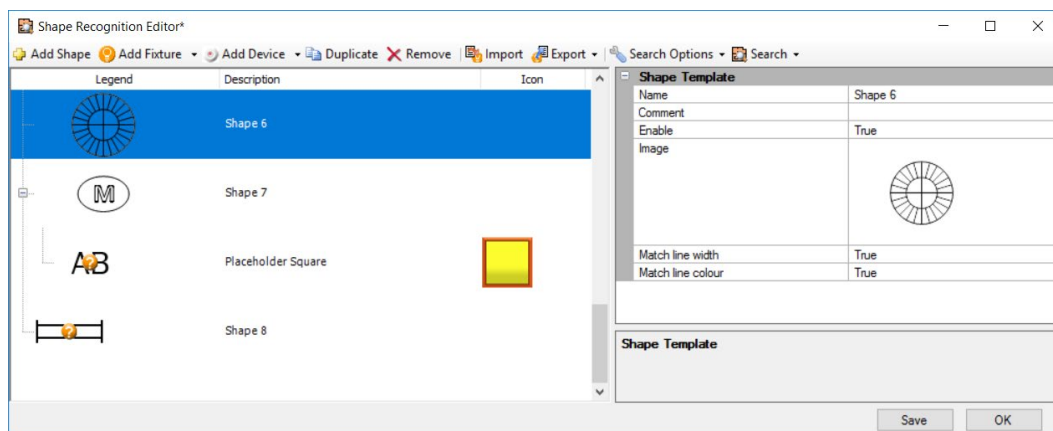 Shape Recognition Editor*
Add Shape Add Fixture Add Device Duplicate Remove Import Export Search Options Search
Legend Description Icon
Shape 6
M Shape 7
AB Placeholder Square
Shape 8
Shape Template
Name Shape 6
Comment
Enable True
Image
Match line width True
Match line colour True
Shape Template
Save OK